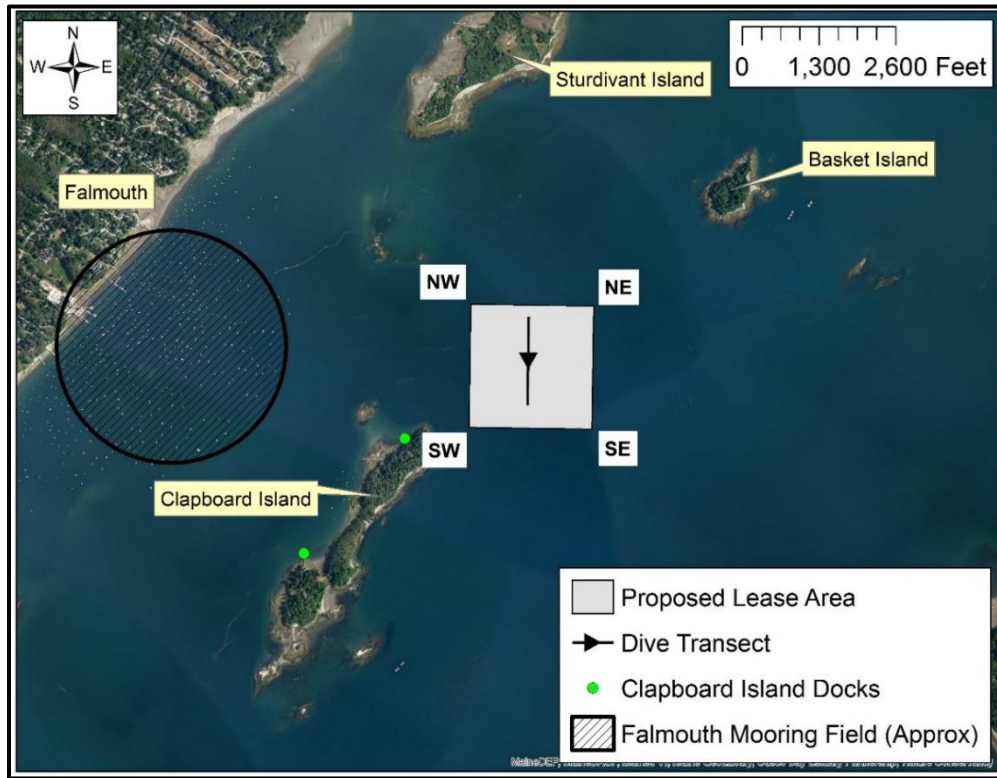 N
W E
S
Sturdivant Island
0 1,300 2,600 Feet
Basket Island
Falmouth
NW
NE
SW
SE
Clapboard Island
Proposed Lease Area
Dive Transect
Clapboard Island Docks
Falmouth Mooring Field (Approx)